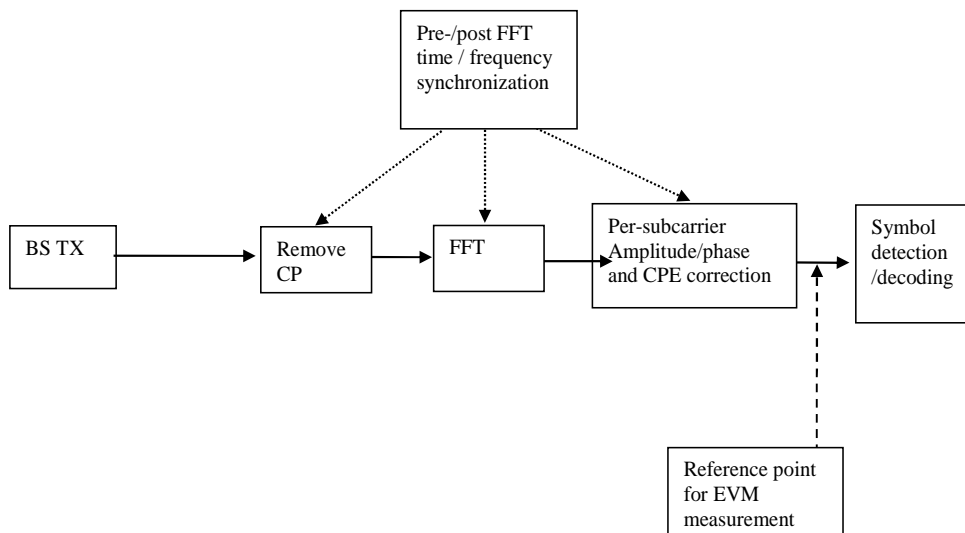 Pre-/post FFT
time / frequency
synchronization
BS TX
Remove
CP
FFT
Per-subcarrier
Amplitude/phase
and CPE correction
Symbol
detection
/decoding
Reference point
for EVM
measurement